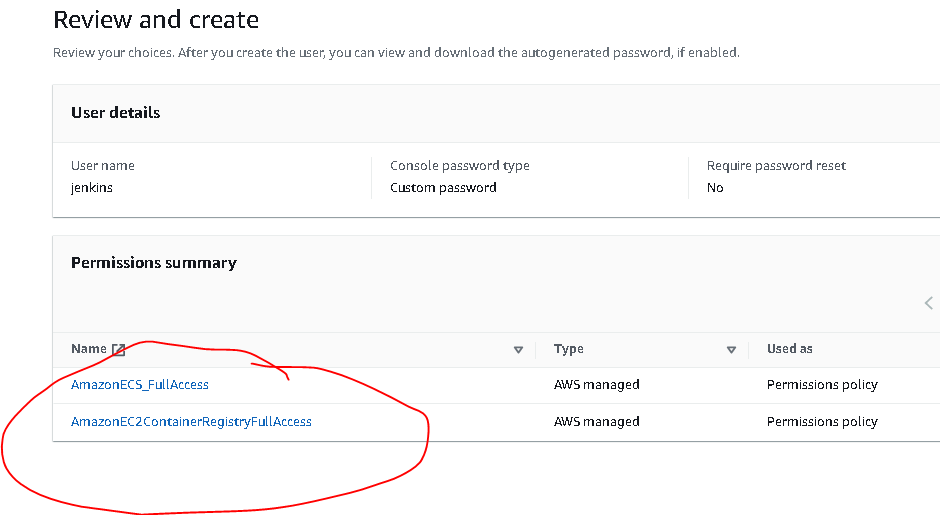 Review and create
Review your choices. After you create the user, you can view and download the autogenerated password, if enabled.
User details
User name
jenkins
Console password type
Custom password
Require password reset
No
Permissions summary
Name Type Used as
AmazonECS_FullAccess AWS managed Permissions policy
AmazonEC2ContainerRegistryFullAccess AWS managed Permissions policy